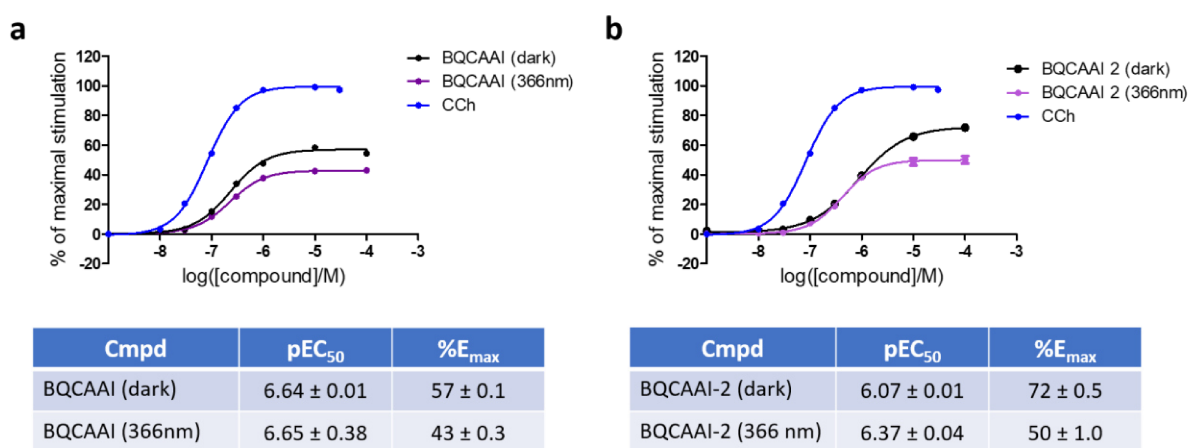 a
120
100
80
60
40
20
0
-20
% of maximal stimulation
-8 -7 -6 -5 -4 -3
log([compound]/M)
BQCAAI (dark)
BQCAAI (366nm)
CCh
Cmpd pEC50 %Emax
BQCAAI (dark) 6.64 ± 0.01 57 ± 0.1
BQCAAI (366nm) 6.65 ± 0.38 43 ± 0.3
b
120
100
80
60
40
20
0
-20
% of maximal stimulation
-8 -7 -6 -5 -4 -3
log([compound]/M)
BQCAAI 2 (dark)
BQCAAI 2 (366nm)
CCh
Cmpd pEC50 %Emax
BQCAAI-2 (dark) 6.07 ± 0.01 72 ± 0.5
BQCAAI-2 (366 nm) 6.37 ± 0.04 50 ± 1.0